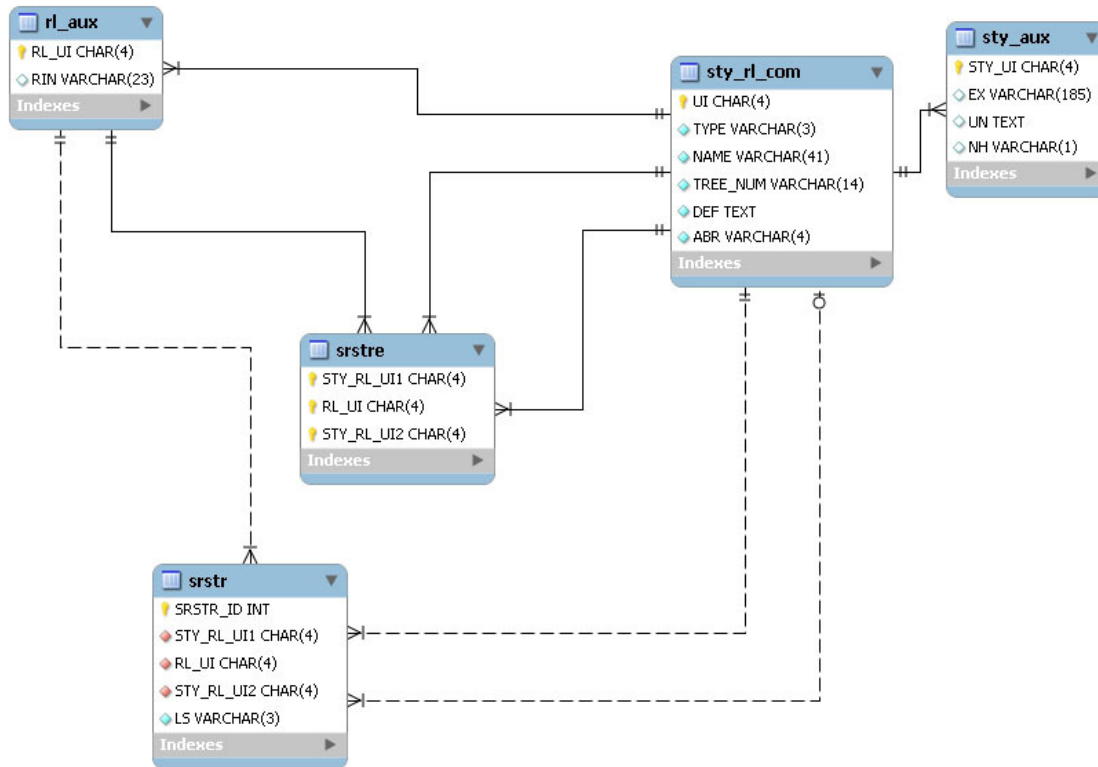 rl_aux
RL_UI CHAR(4)
RIN VARCHAR(23)
Indexes
sty_rl_com
UI CHAR(4)
TYPE VARCHAR(3)
NAME VARCHAR(41)
TREE_NUM VARCHAR(14)
DEF TEXT
ABR VARCHAR(4)
Indexes
sty_aux
STY_UI CHAR(4)
EX VARCHAR(185)
UN TEXT
NH VARCHAR(1)
Indexes
srstre
STY_RL_UI1 CHAR(4)
RL_UI CHAR(4)
STY_RL_UI2 CHAR(4)
Indexes
srstr
SRSTR_ID INT
STY_RL_UI1 CHAR(4)
RL_UI CHAR(4)
STY_RL_UI2 CHAR(4)
LS VARCHAR(3)
Indexes